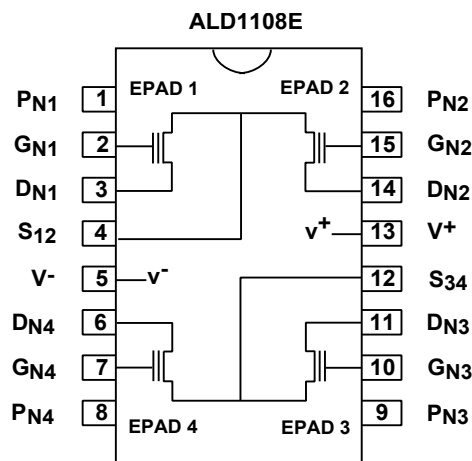 ALD1108E
PN1 1 EPAD 1 EPAD 2 16 PN2
GN1 2 15 GN2
DN1 3 14 DN2
S12 4 v+ 13 V+
V- 5 v- 12 S34
DN4 6 11 DN3
GN4 7 10 GN3
PN4 8 EPAD 4 EPAD 3 9 PN3